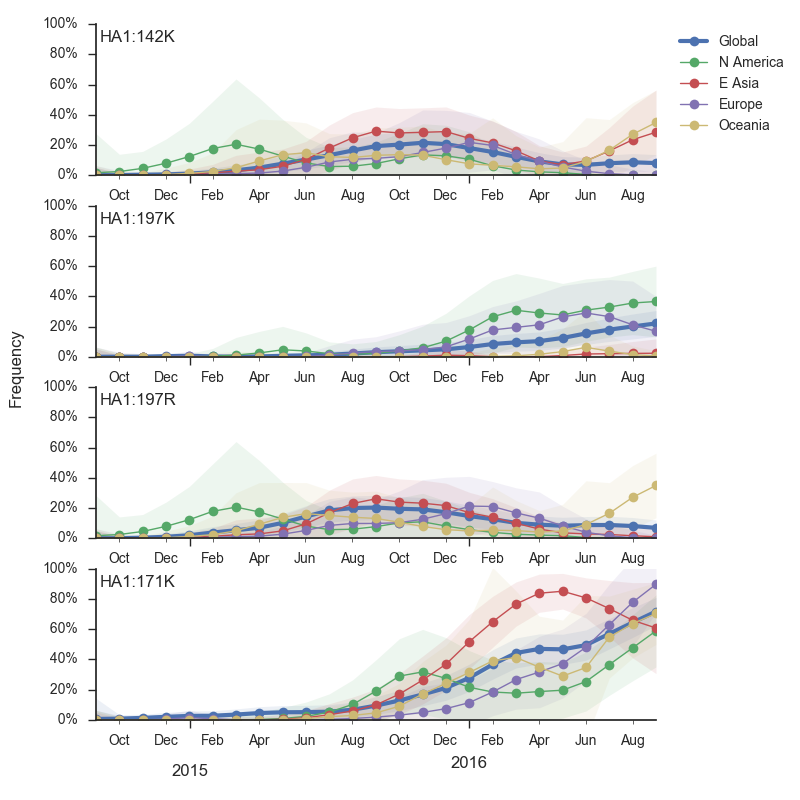 HA1:142K
100%
80%
60%
40%
20%
0%
Oct Dec Feb Apr Jun Aug Oct Dec Feb Apr Jun Aug
Global
N America
E Asia
Europe
Oceania
HA1:197K
100%
80%
60%
40%
20%
0%
Oct Dec Feb Apr Jun Aug Oct Dec Feb Apr Jun Aug
Frequency
HA1:197R
100%
80%
60%
40%
20%
0%
Oct Dec Feb Apr Jun Aug Oct Dec Feb Apr Jun Aug
HA1:171K
100%
80%
60%
40%
20%
0%
Oct Dec Feb Apr Jun Aug Oct Dec Feb Apr Jun Aug
2015 2016